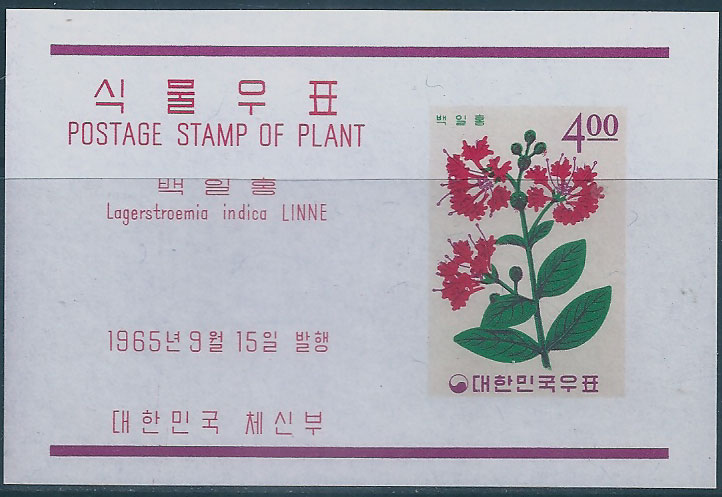 식물우표
POSTAGE STAMP OF PLANT
백일홍
Lagerstroemia indica LINNE
1965년 9월 15일 발행
대한민국 체신부
백일홍
4.00
대한민국우표